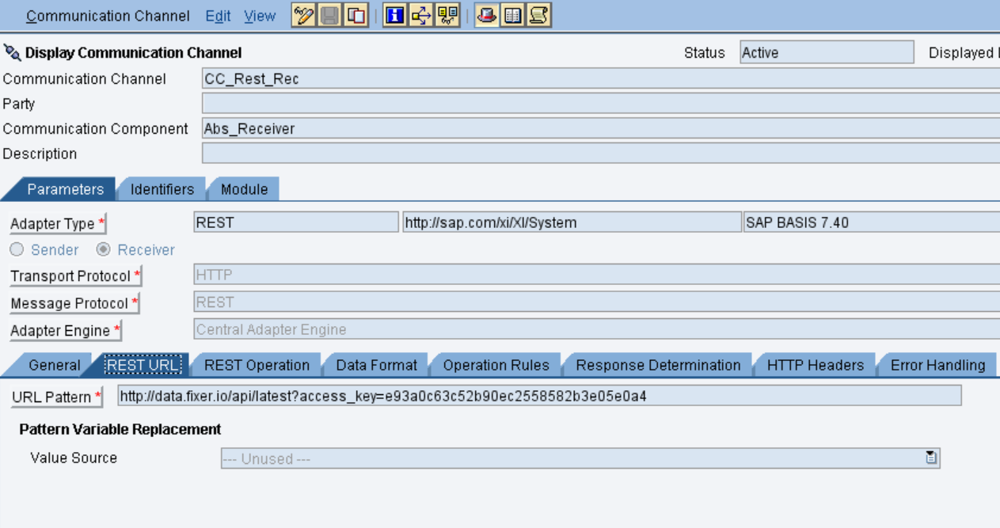 Communication Channel Edit View
Display Communication Channel Status Active Displayed
Communication Channel CC_Rest_Rec
Party
Communication Component Abs_Receiver
Description
Parameters Identifiers Module
Adapter Type * REST http://sap.com/xi/XI/System SAP BASIS 7.40
Sender Receiver
Transport Protocol * HTTP
Message Protocol * REST
Adapter Engine * Central Adapter Engine
General REST URL REST Operation Data Format Operation Rules Response Determination HTTP Headers Error Handling
URL Pattern * http://data.fixer.io/api/latest?access_key=e93a0c63c52b90ec2558582b3e05e0a4
Pattern Variable Replacement
Value Source --- Unused ---